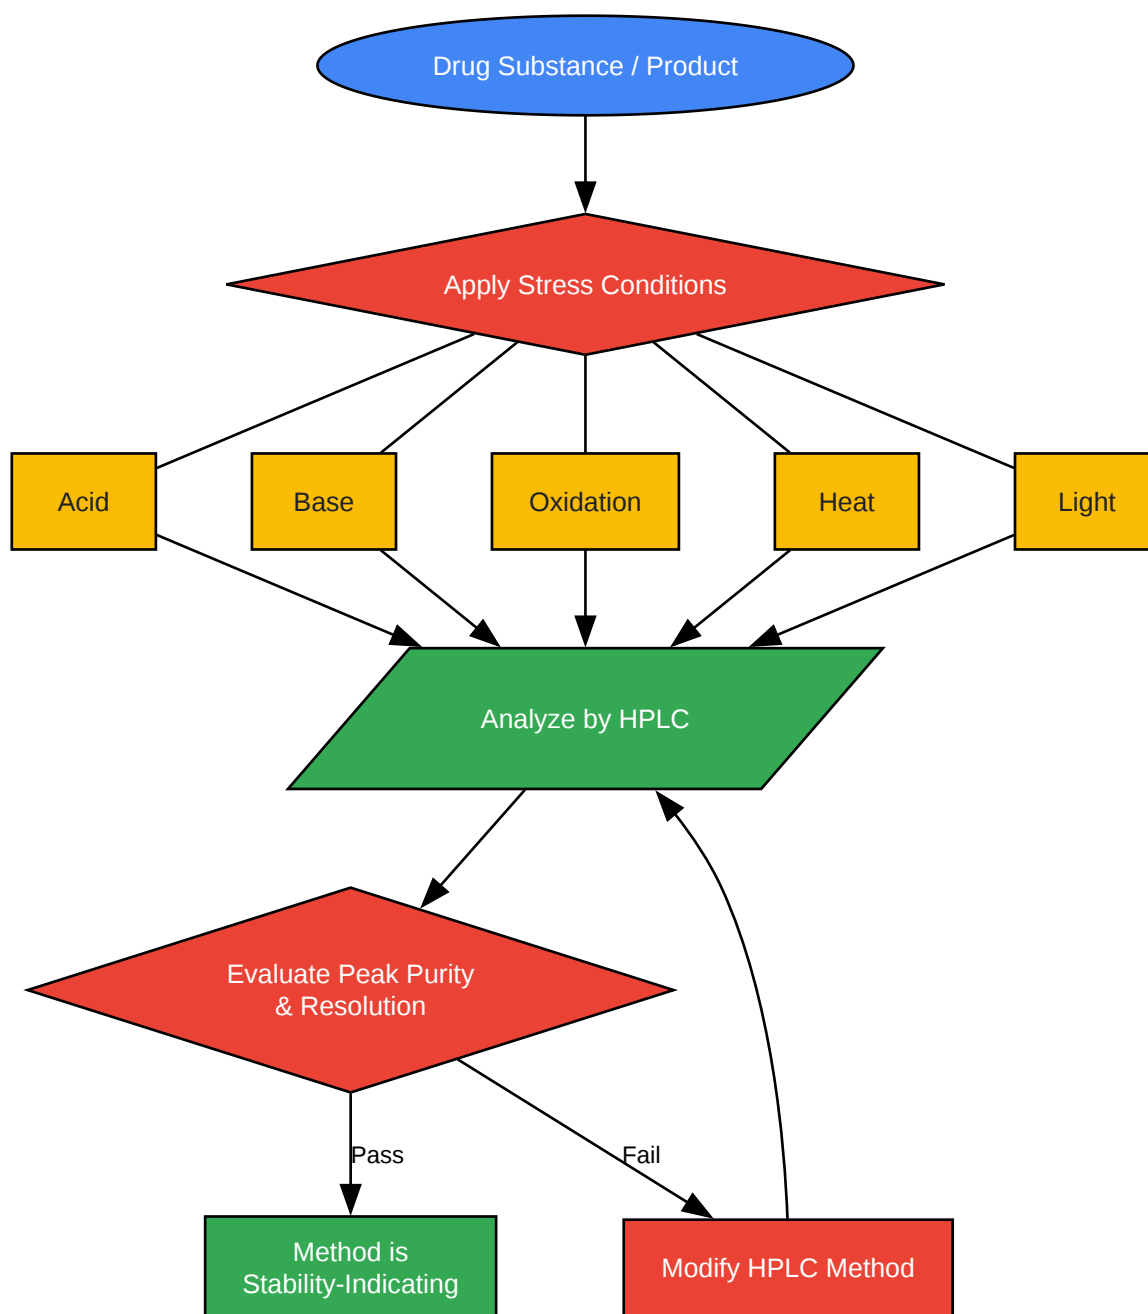 Drug Substance / Product
Apply Stress Conditions
Acid
Base
Oxidation
Heat
Light
Analyze by HPLC
Evaluate Peak Purity
& Resolution
Pass
Fail
Method is
Stability-Indicating
Modify HPLC Method